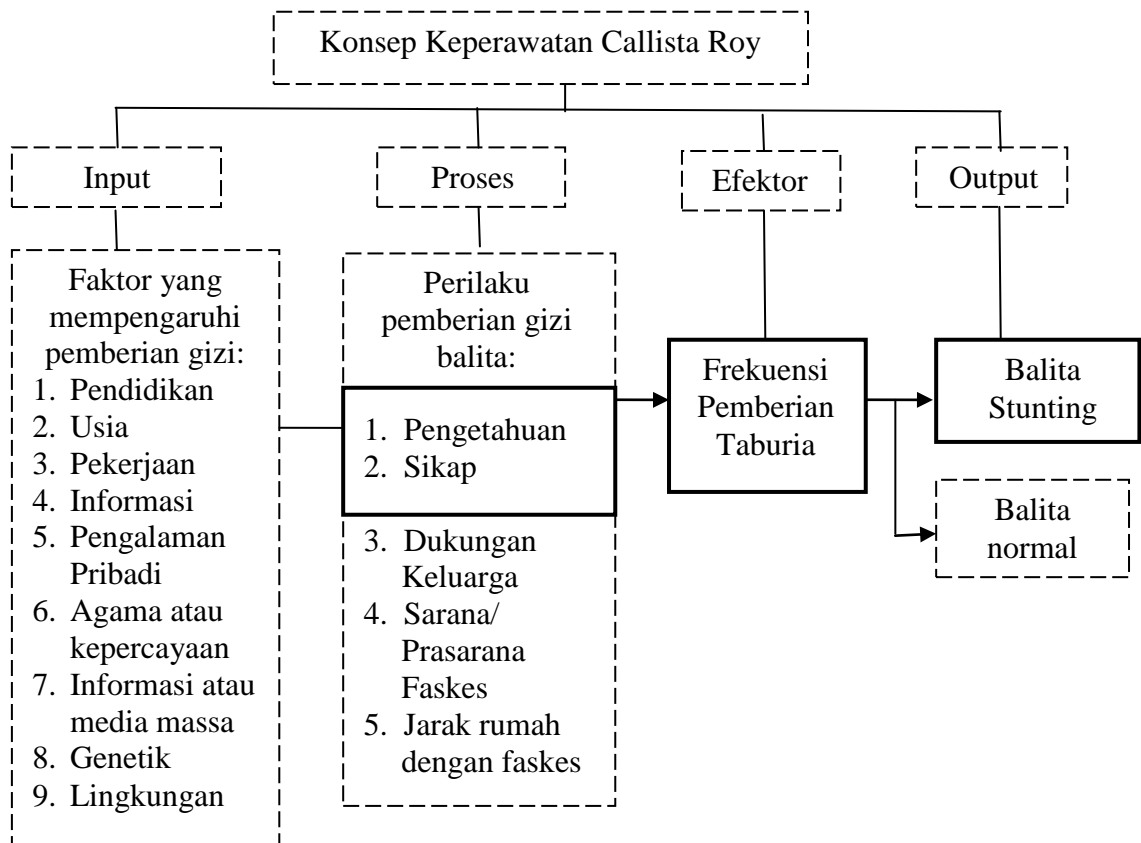 Konsep Keperawatan Callista Roy
Input
Proses
Efektor
Output
Faktor yang
mempengaruhi
pemberian gizi:
1. Pendidikan
2. Usia
3. Pekerjaan
4. Informasi
5. Pengalaman
Pribadi
6. Agama atau
kepercayaan
7. Informasi atau
media massa
8. Genetik
9. Lingkungan
Perilaku
pemberian gizi
balita:
1. Pengetahuan
2. Sikap
3. Dukungan
Keluarga
4. Sarana/
Prasarana
Faskes
5. Jarak rumah
dengan faskes
Frekuensi
Pemberian
Taburia
Balita
Stunting
Balita
normal